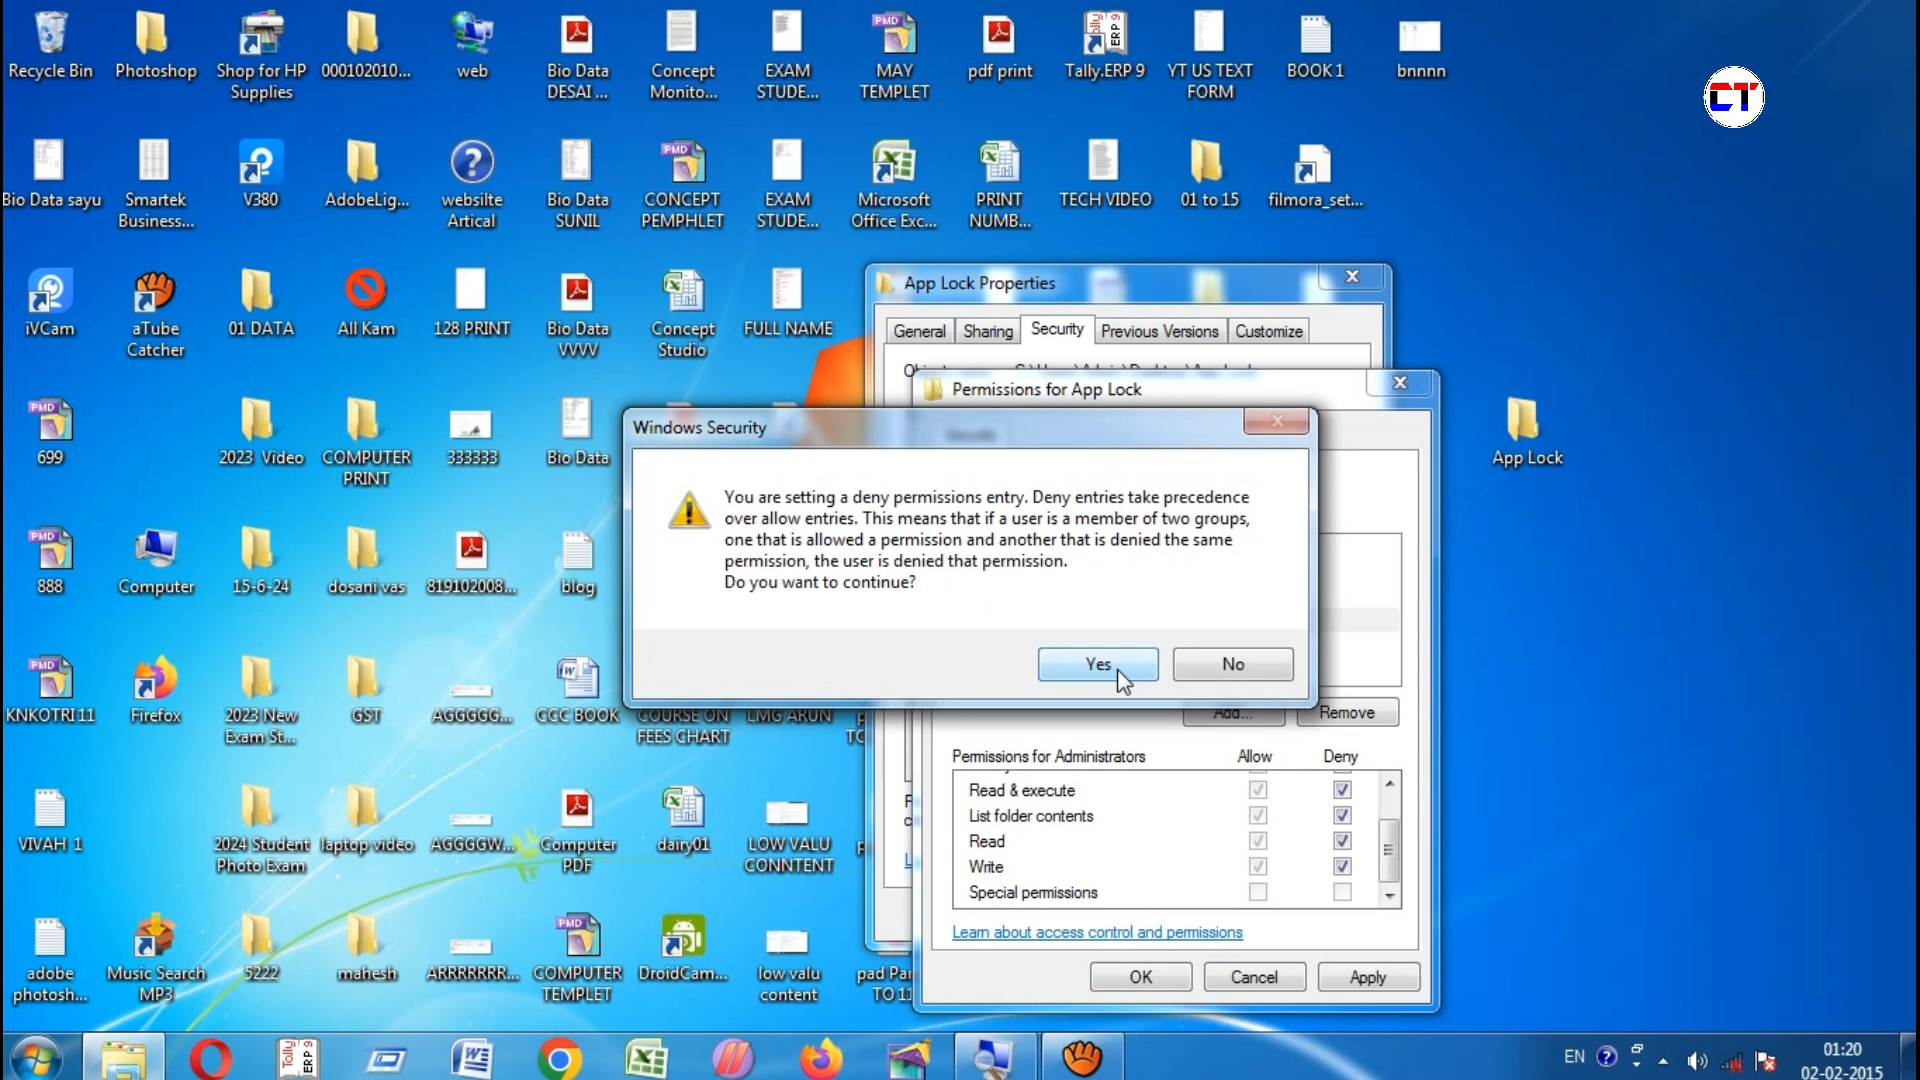 Recycle Bin
Photoshop
Shop for HP
Supplies
000102010...
web
Bio Data
DESAI ...
Concept
Monito...
EXAM
STUDE...
MAY
TEMPLET
pdf print
Tally.ERP 9
YT US TEXT
FORM
BOOK 1
bnnnn
CT
Bio Data sayu
Smartek
Business...
V380
AdobeLig...
websilte
Artical
Bio Data
SUNIL
CONCEPT
PEMPHLET
EXAM
STUDE...
Microsoft
Office Exc...
PRINT
NUMB...
TECH VIDEO
01 to 15
filmora_set...
iVCam
aTube
Catcher
01 DATA
All Kam
128 PRINT
Bio Data
VVVV
Concept
Studio
FULL NAME
699
2023 Video
COMPUTER
PRINT
333333
Bio Data
App Lock
888
Computer
15-6-24
dosani vas
819102008...
blog
KNKOTRI 11
Firefox
2023 New
Exam St...
GST
AGGGGG...
CCC BOOK
COURSE ON
FEES CHART
LMG ARUN
VIVAH 1
2024 Student
Photo Exam
laptop video
AGGGGW...
Computer
PDF
dairy01
LOW VALU
CONNTENT
adobe
photosh...
Music Search
MP3
5222
mahesh
ARRRRRRR...
COMPUTER
TEMPLET
DroidCam...
low valu
content
pad Par
TO 11
App Lock Properties
General
Sharing
Security
Previous Versions
Customize
Permissions for App Lock
Windows Security
You are setting a deny permissions entry. Deny entries take precedence
over allow entries. This means that if a user is a member of two groups,
one that is allowed a permission and another that is denied the same
permission, the user is denied that permission.
Do you want to continue?
Yes
No
Add...
Remove
Permissions for Administrators
Allow
Deny
Read & execute
List folder contents
Read
Write
Special permissions
Learn about access control and permissions
OK
Cancel
Apply
EN
01:20
02-02-2015